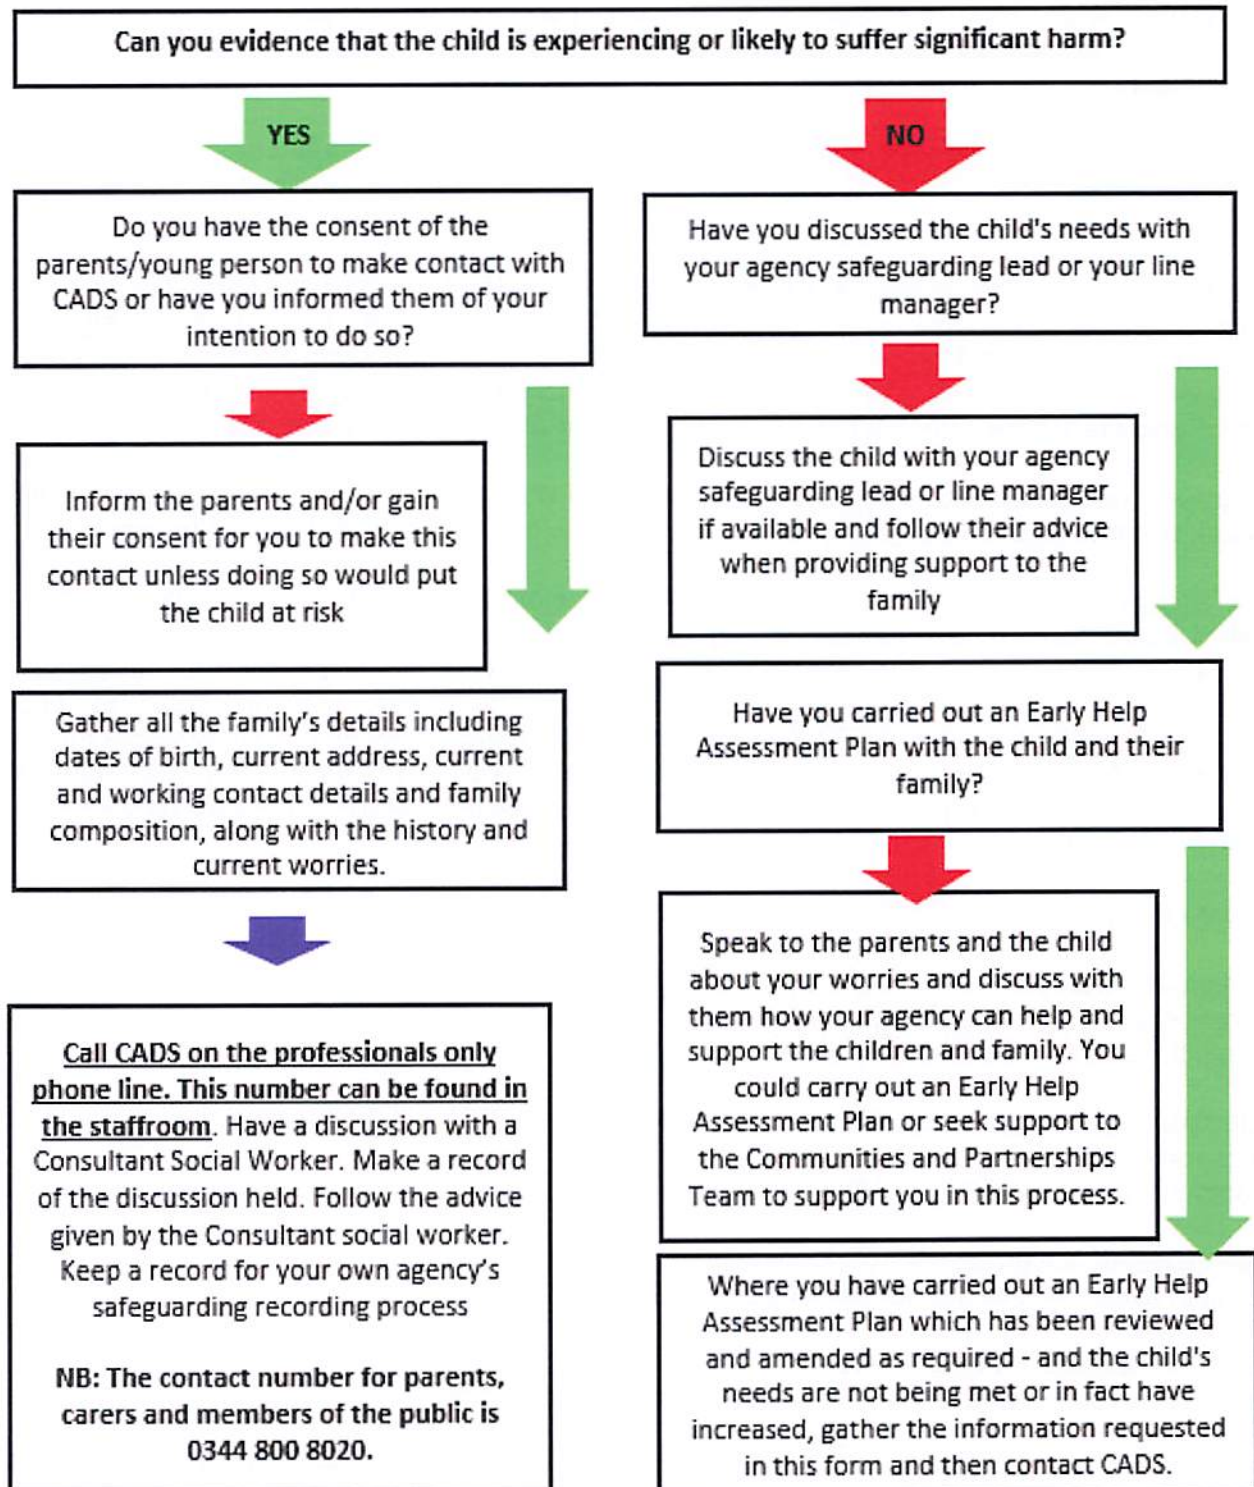 Can you evidence that the child is experiencing or likely to suffer significant harm?
YES
NO
Do you have the consent of the
parents/young person to make contact with
CADS or have you informed them of your
intention to do so?
Inform the parents and/or gain
their consent for you to make this
contact unless doing so would put
the child at risk
Gather all the family's details including
dates of birth, current address, current
and working contact details and family
composition, along with the history and
current worries.
Call CADS on the professionals only
phone line. This number can be found in
the staffroom. Have a discussion with a
Consultant Social Worker. Make a record
of the discussion held. Follow the advice
given by the Consultant social worker.
Keep a record for your own agency's
safeguarding recording process
NB: The contact number for parents,
carers and members of the public is
0344 800 8020.
Have you discussed the child's needs with
your agency safeguarding lead or your line
manager?
Discuss the child with your agency
safeguarding lead or line manager
if available and follow their advice
when providing support to the
family
Have you carried out an Early Help
Assessment Plan with the child and their
family?
Speak to the parents and the child
about your worries and discuss with
them how your agency can help and
support the children and family. You
could carry out an Early Help
Assessment Plan or seek support to
the Communities and Partnerships
Team to support you in this process.
Where you have carried out an Early Help
Assessment Plan which has been reviewed
and amended as required - and the child's
needs are not being met or in fact have
increased, gather the information requested
in this form and then contact CADS.